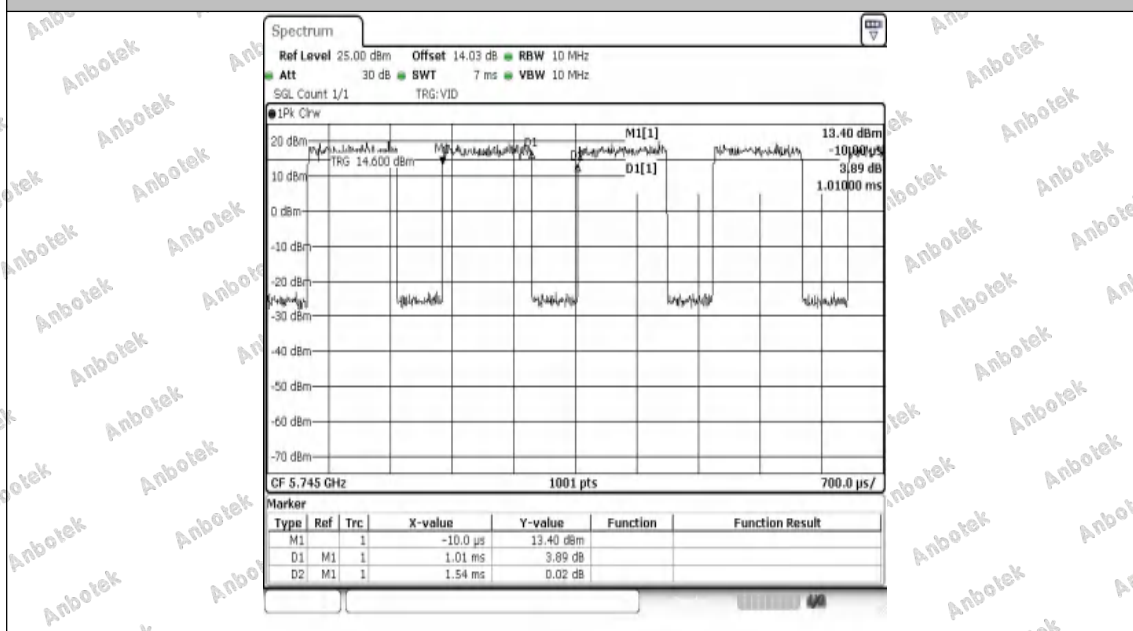 Spectrum
Ref Level 25.00 dBm Offset 14.03 dB RBW 10 MHz
Att 30 dB SWT 7 ms VBW 10 MHz
SGL Count 1/1 TRG:VID
1Pk Clrw
M1[1] 13.40 dBm
-10.00 µs
D1[1] 3.89 dB
1.01000 ms
20 dBm
D1
TRG 14.600 dBm
10 dBm
0 dBm
-10 dBm
-20 dBm
-30 dBm
-40 dBm
-50 dBm
-60 dBm
-70 dBm
CF 5.745 GHz 1001 pts 700.0 µs/
Marker
Type Ref Trc X-value Y-value Function Function Result
M1 1 -10.0 µs 13.40 dBm
D1 M1 1 1.01 ms 3.89 dB
D2 M1 1 1.54 ms 0.02 dB
Anbotek